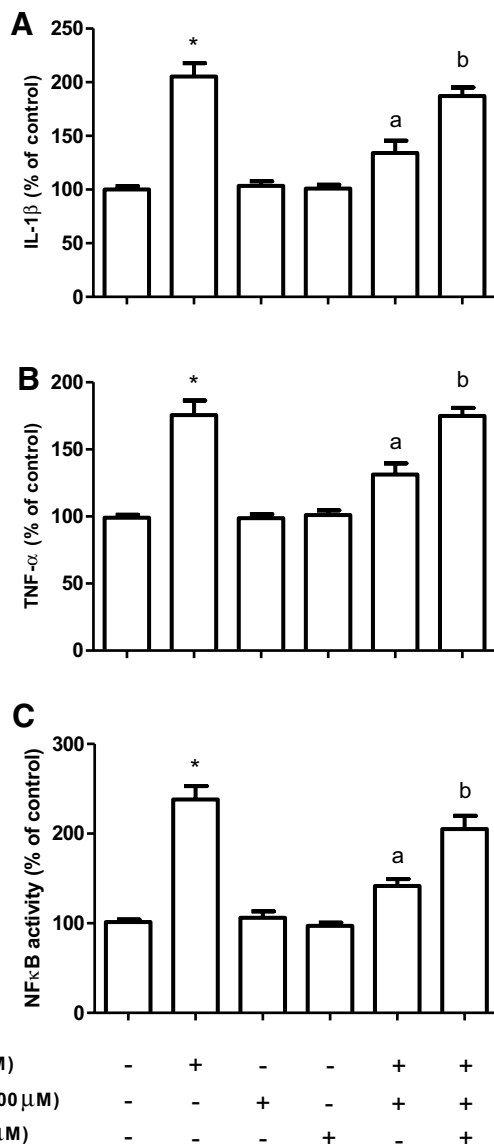 A
250
200
150
100
50
0
IL-1β (% of control)
*
a
b
B
200
150
100
50
0
TNF-α (% of control)
*
a
b
C
300
200
100
0
NFκB activity (% of control)
*
a
b
M) - + - - + +
00 μM) - - + - + +
μM) - - - + - +